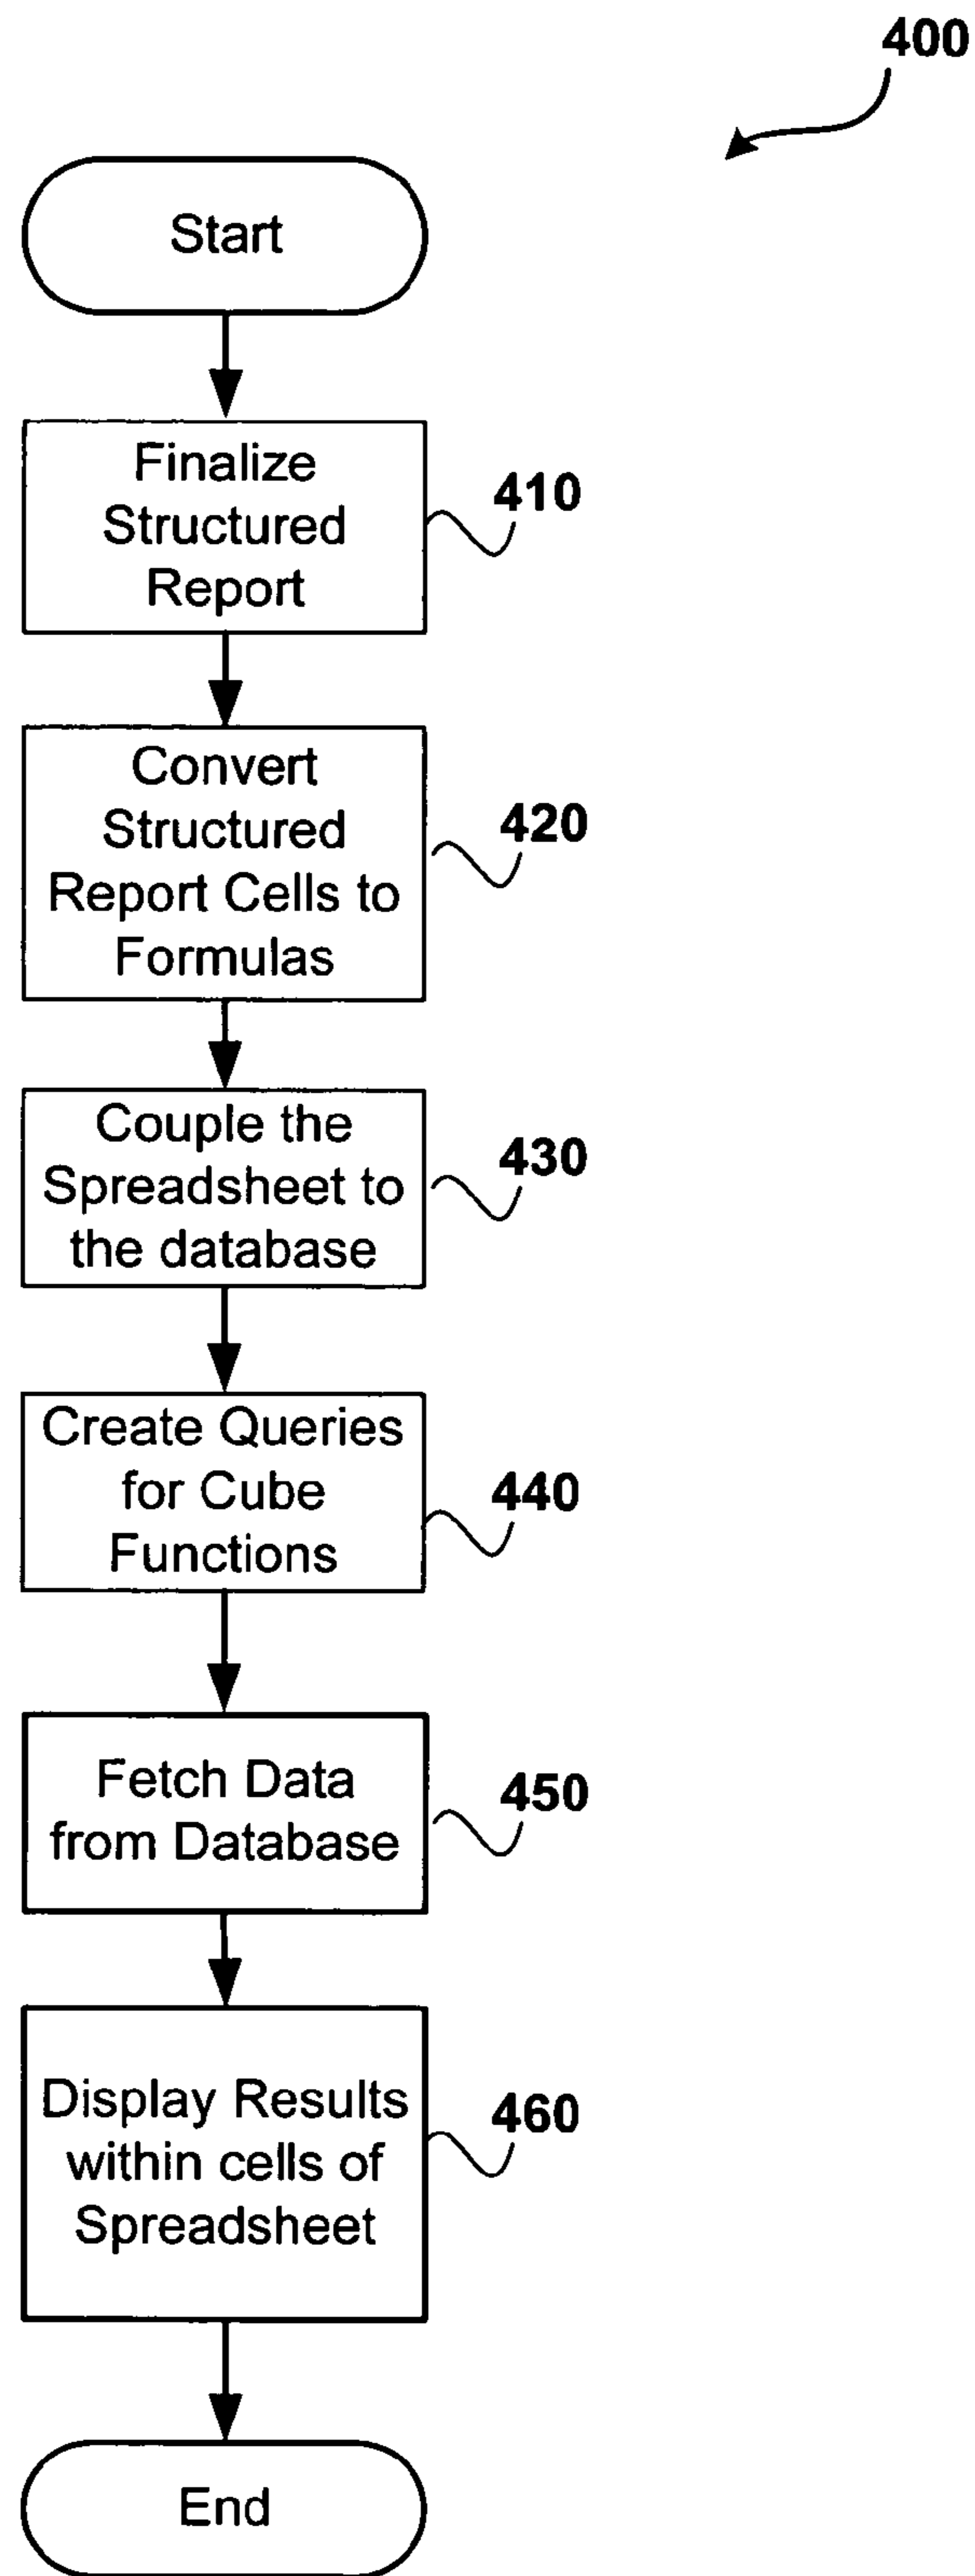 400
Start
Finalize
Structured
Report
410
Convert
Structured
Report Cells to
Formulas
420
Couple the
Spreadsheet to
the database
430
Create Queries
for Cube
Functions
440
Fetch Data
from Database
450
Display Results
within cells of
Spreadsheet
460
End